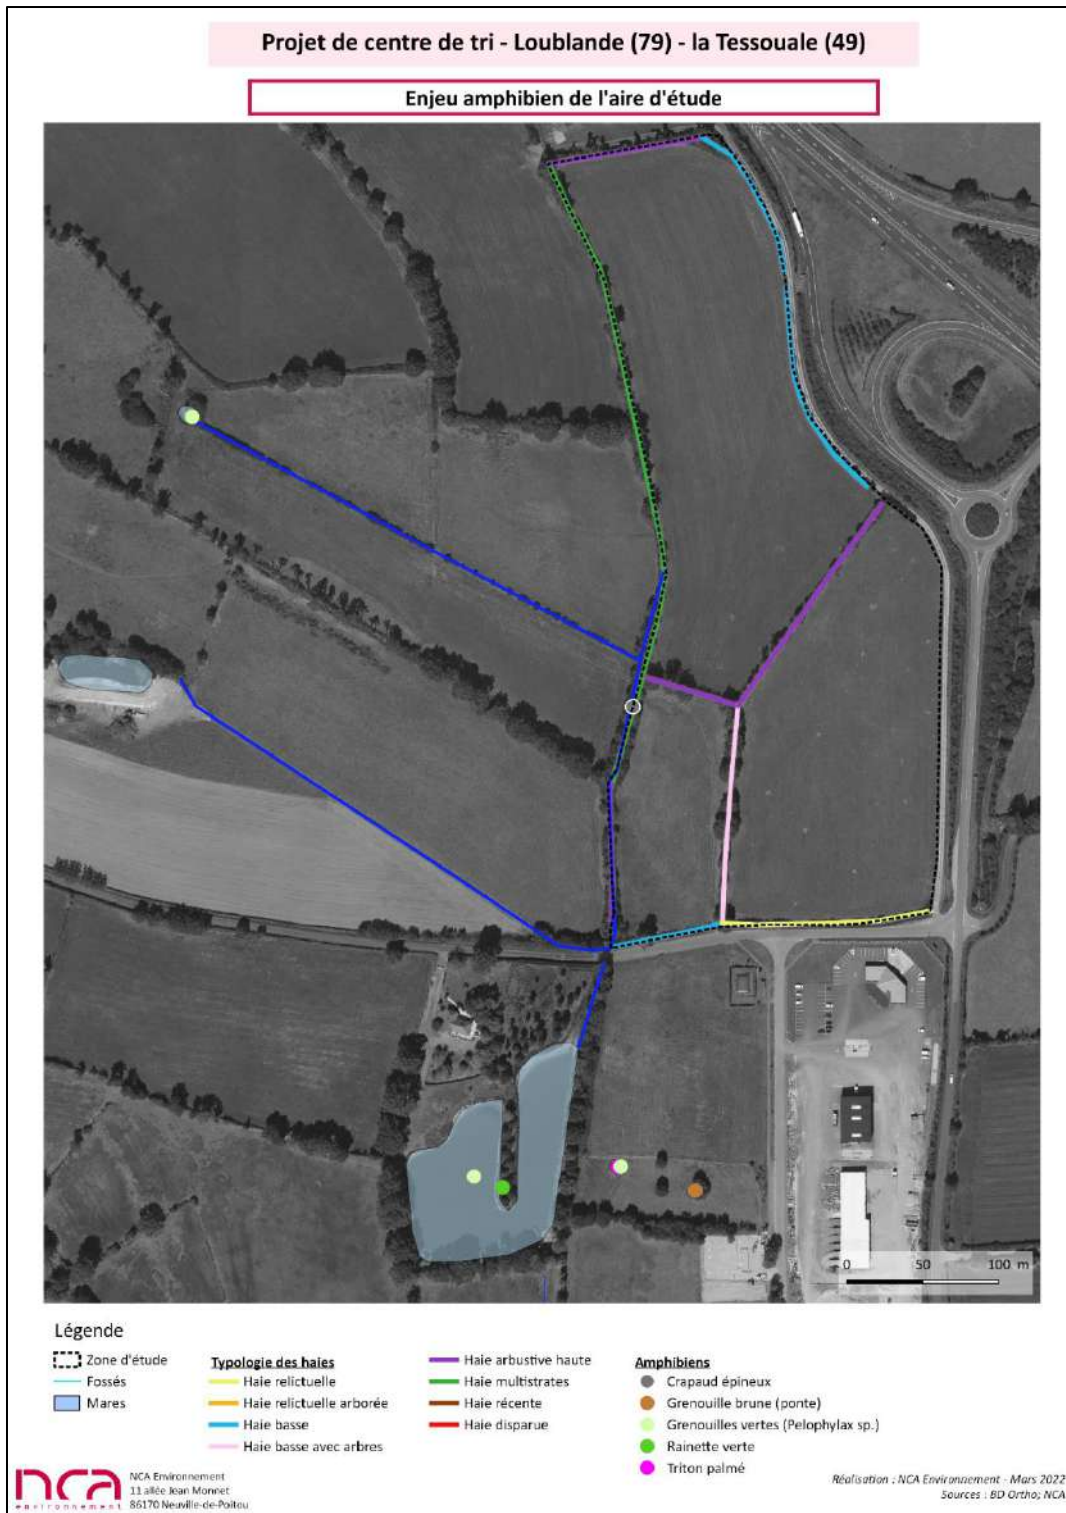 Projet de centre de tri - Loublande (79) - la Tessouale (49)
Enjeu amphibien de l'aire d'étude
0 50 100 m
Légende
Zone d'étude
Fossés
Mares
Typologie des haies
Haie relictuelle
Haie relictuelle arborée
Haie basse
Haie basse avec arbres
Haie arbustive haute
Haie multistrates
Haie récente
Haie disparue
Amphibiens
Crapaud épineux
Grenouille brune (ponte)
Grenouilles vertes (Pelophylax sp.)
Rainette verte
Triton palmé
nca
environnement
NCA Environnement
11 allée Jean Monnet
86170 Neuville-de-Poitou
Réalisation : NCA Environnement - Mars 2022
Sources : BD Ortho; NCA